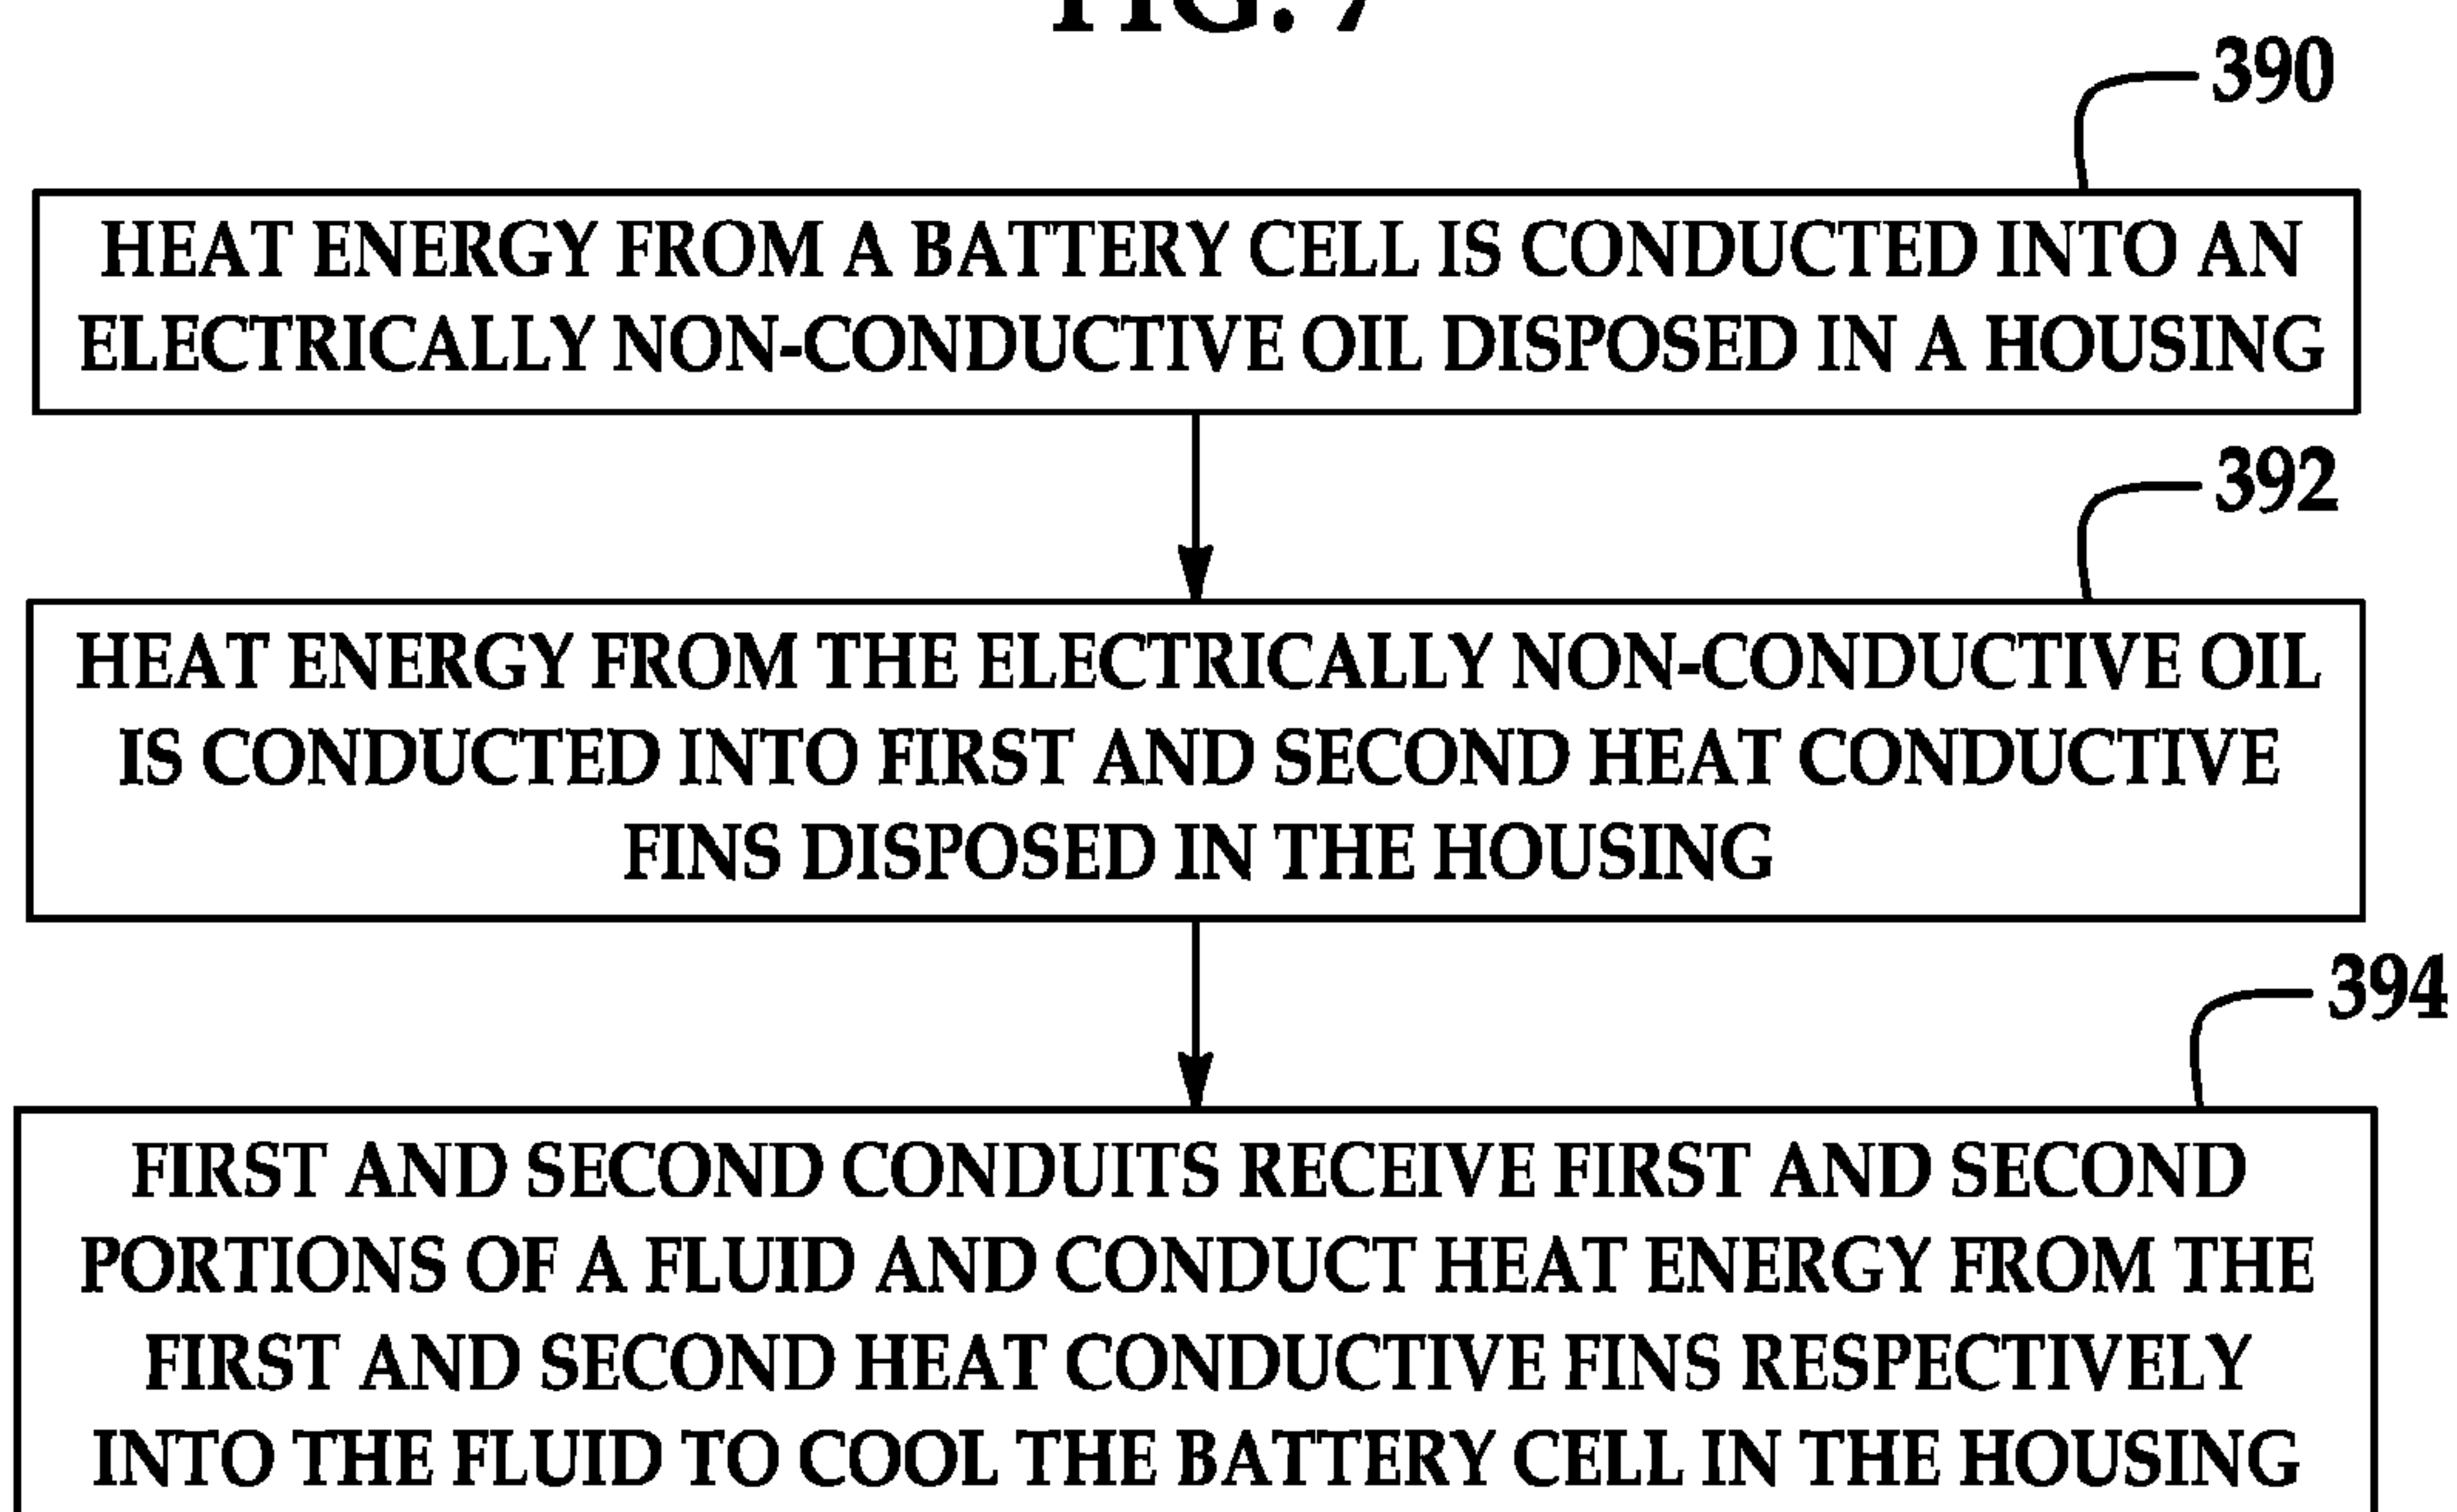 FIG. 7
390
HEAT ENERGY FROM A BATTERY CELL IS CONDUCTED INTO AN
ELECTRICALLY NON-CONDUCTIVE OIL DISPOSED IN A HOUSING
392
HEAT ENERGY FROM THE ELECTRICALLY NON-CONDUCTIVE OIL
IS CONDUCTED INTO FIRST AND SECOND HEAT CONDUCTIVE
FINS DISPOSED IN THE HOUSING
394
FIRST AND SECOND CONDUITS RECEIVE FIRST AND SECOND
PORTIONS OF A FLUID AND CONDUCT HEAT ENERGY FROM THE
FIRST AND SECOND HEAT CONDUCTIVE FINS RESPECTIVELY
INTO THE FLUID TO COOL THE BATTERY CELL IN THE HOUSING